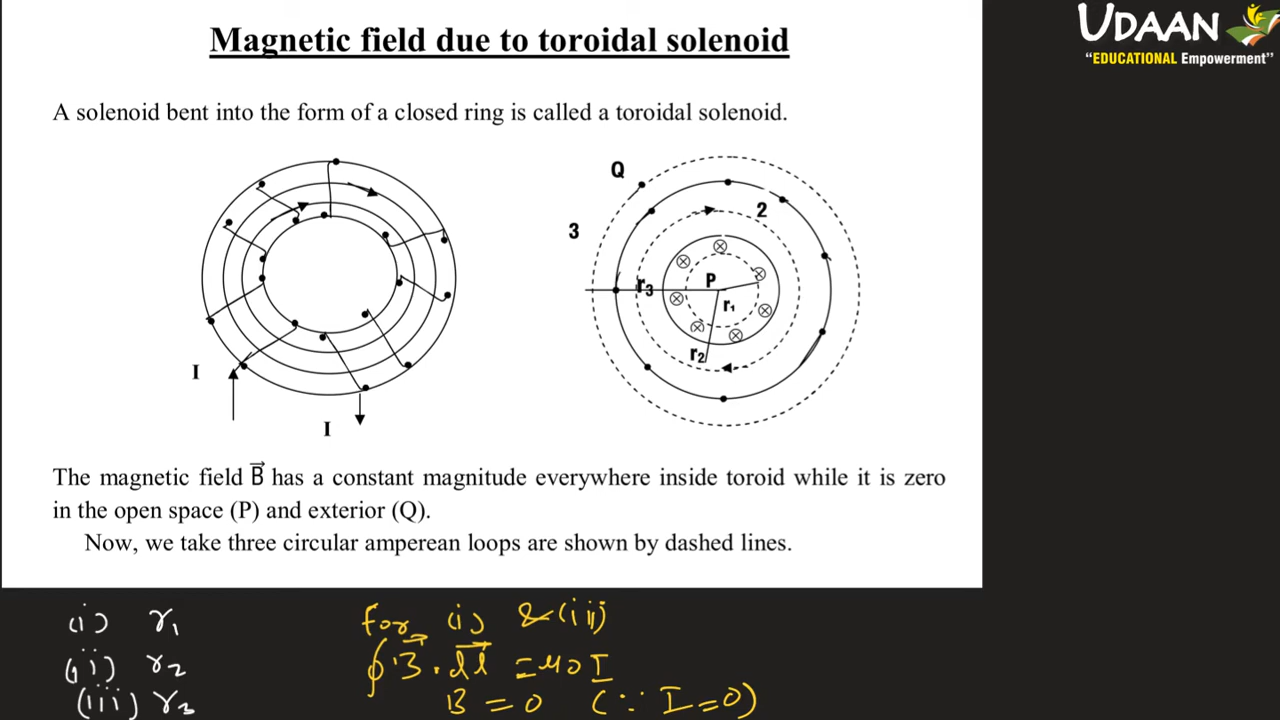 Magnetic field due to toroidal solenoid
UDAAN
“EDUCATIONAL Empowerment”
A solenoid bent into the form of a closed ring is called a toroidal solenoid.
Q
2
3
P
r₃
r₁
r₂
I
I
The magnetic field B⃗ has a constant magnitude everywhere inside toroid while it is zero
in the open space (P) and exterior (Q).
Now, we take three circular amperean loops are shown by dashed lines.
(i) r₁
(ii) r₂
(iii) r₃
for (i) & (iii)
∮ B⃗ . dl⃗ = μ0 I
B = 0 (∵ I = 0)